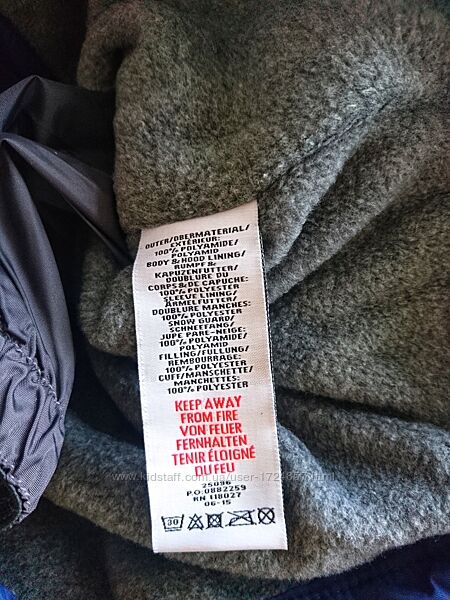 OUTER/OBERMATERIAL/
EXTÉRIEUR:
100% POLYAMIDE/
POLYAMID
BODY & HOOD LINING/
RUMPF &
KAPUZENFUTTER/
DOUBLURE DU
CORPS & DE CAPUCHE:
100% POLYESTER
SLEEVE LINING/
ÄRMELFUTTER/
DOUBLURE MANCHES:
100% POLYESTER
SNOW GUARD/
SCHNEEFANG/
JUPE PARE-NEIGE:
100% POLYAMIDE/
POLYAMID
FILLING/FÜLLUNG/
REMBOURRAGE:
100% POLYESTER
CUFF/MANSCHETTE/
MANCHETTES:
100% POLYESTER
KEEP AWAY
FROM FIRE
VON FEUER
FERNHALTEN
TENIR ÉLOIGNÉ
DU FEU
25096
P.O:0882259
RN 118027
06-15
30